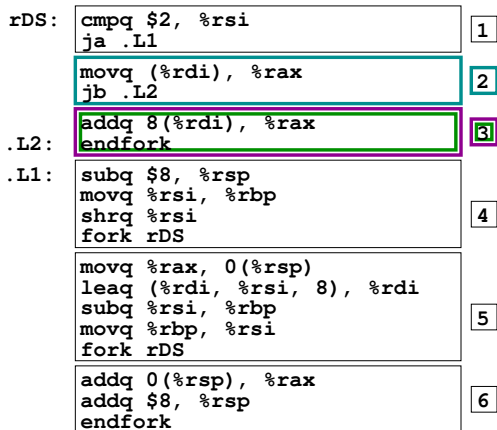 rDS: cmpq $2, %rsi 1
ja .L1
movq (%rdi), %rax 2
jb .L2
addq 8(%rdi), %rax 3
.L2: endfork
.L1: subq $8, %rsp
movq %rsi, %rbp 4
shrq %rsi
fork rDS
movq %rax, 0(%rsp)
leaq (%rdi, %rsi, 8), %rdi
subq %rsi, %rbp 5
movq %rbp, %rsi
fork rDS
addq 0(%rsp), %rax
addq $8, %rsp 6
endfork